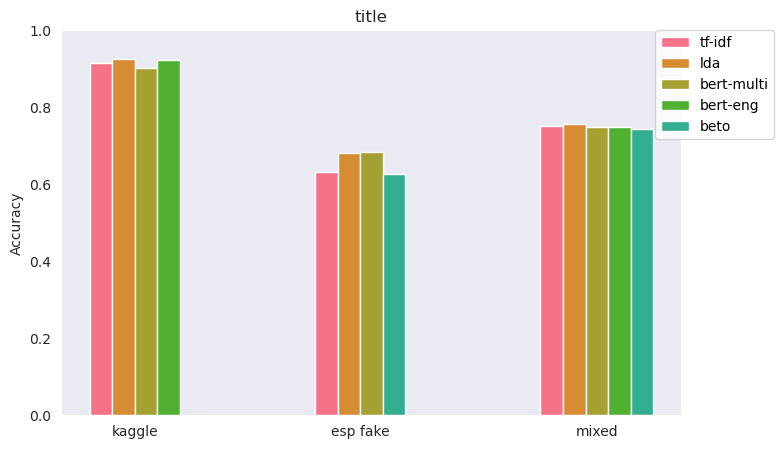 title
1.0
0.8
0.6
0.4
0.2
0.0
Accuracy
kaggle
esp fake
mixed
tf-idf
lda
bert-multi
bert-eng
beto